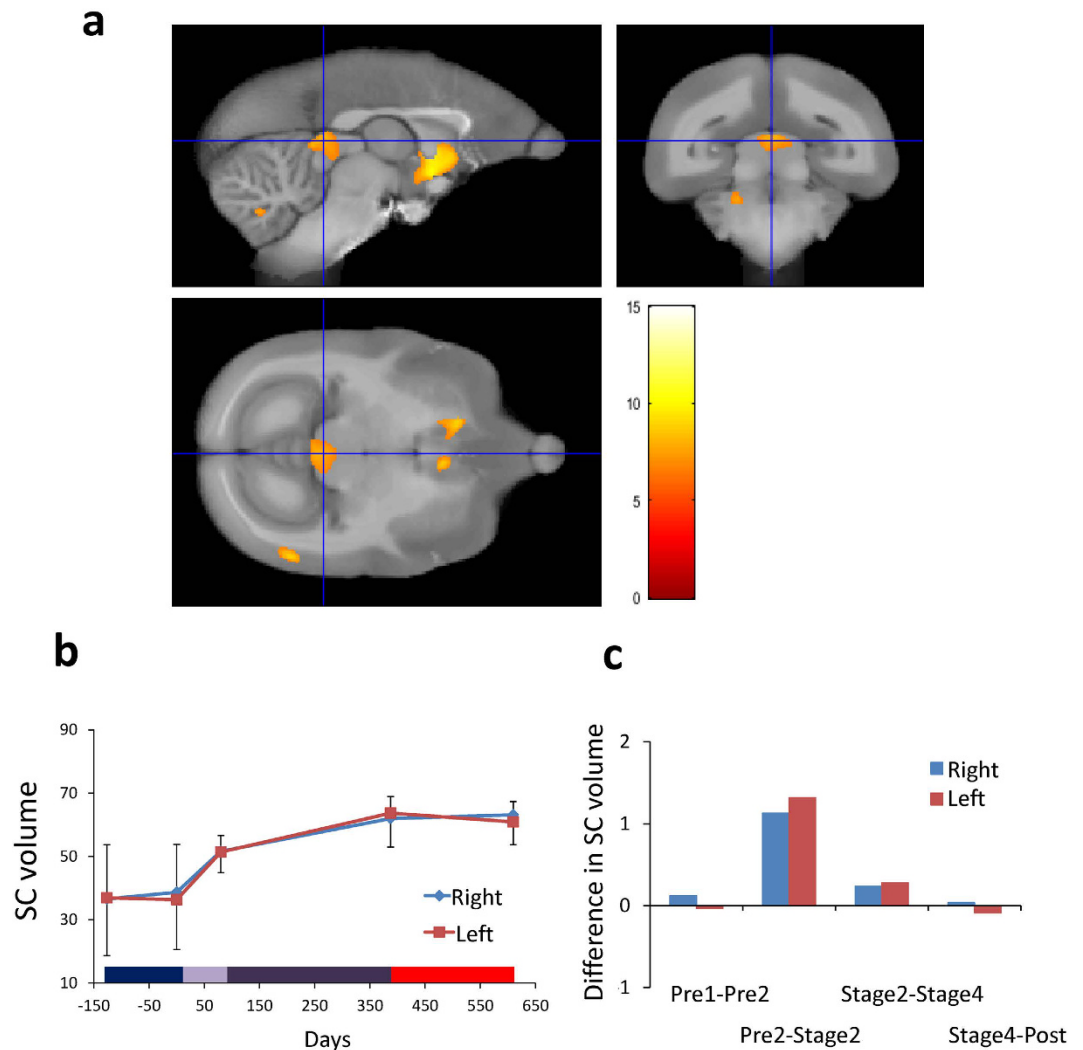 a
15
10
5
0
b
SC volume
90
70
50
30
10
-150
-50
50
150
250
350
450
550
650
Days
Right
Left
c
Difference in SC volume
2
1
0
1
Right
Left
Pre1-Pre2
Stage2-Stage4
Pre2-Stage2
Stage4-Post